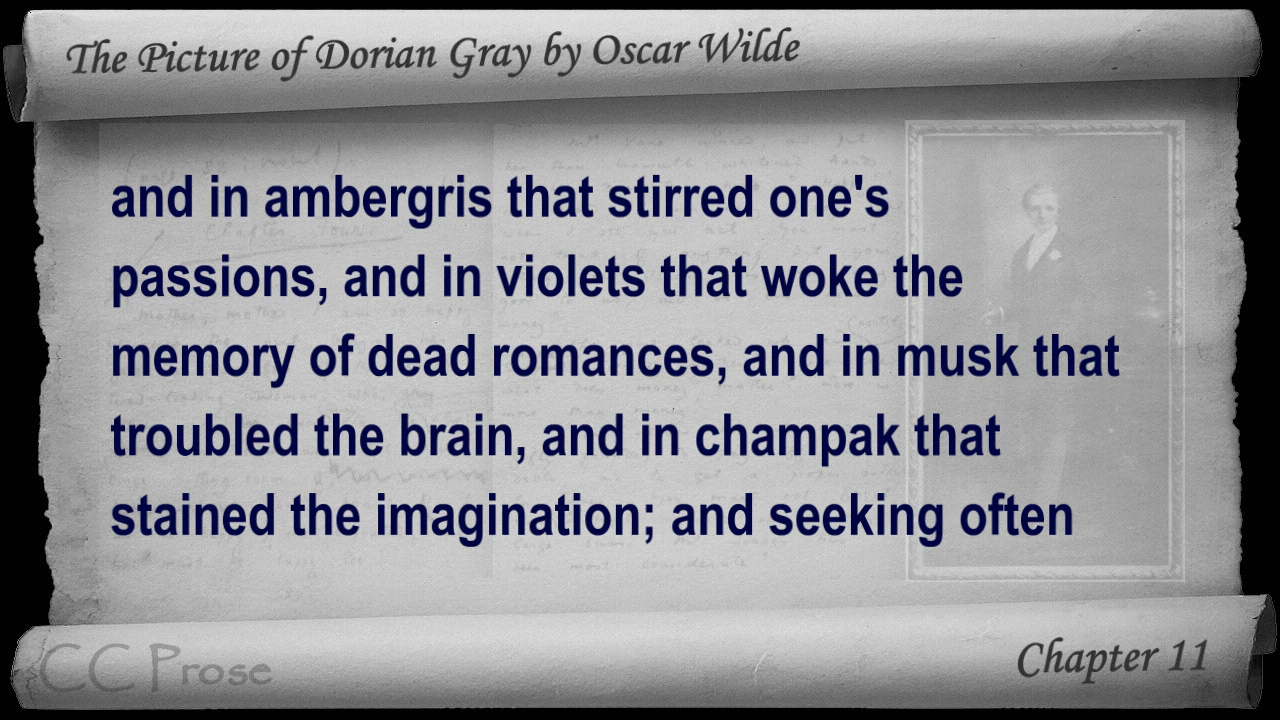 The Picture of Dorian Gray by Oscar Wilde
and in ambergris that stirred one's
passions, and in violets that woke the
memory of dead romances, and in musk that
troubled the brain, and in champak that
stained the imagination; and seeking often
CC Prose
Chapter 11